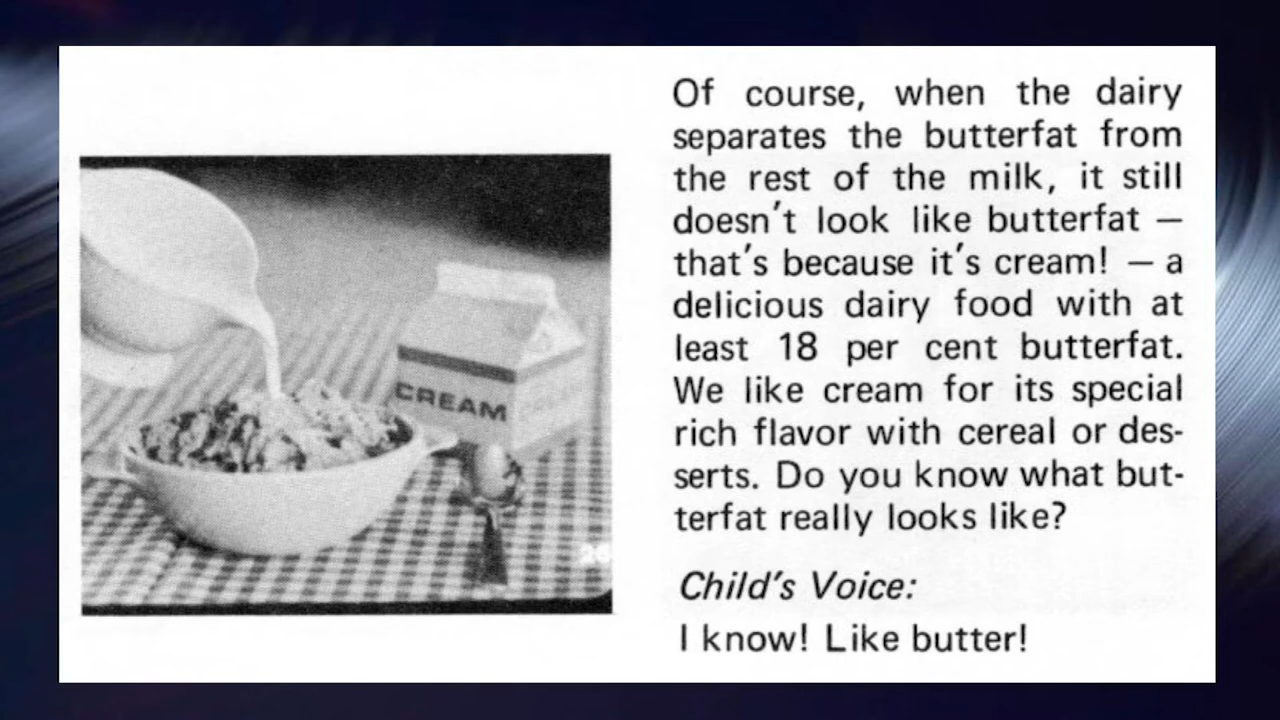 CREAM
26
Of course, when the dairy
separates the butterfat from
the rest of the milk, it still
doesn't look like butterfat —
that's because it's cream! — a
delicious dairy food with at
least 18 per cent butterfat.
We like cream for its special
rich flavor with cereal or des-
serts. Do you know what but-
terfat really looks like?
Child's Voice:
I know! Like butter!